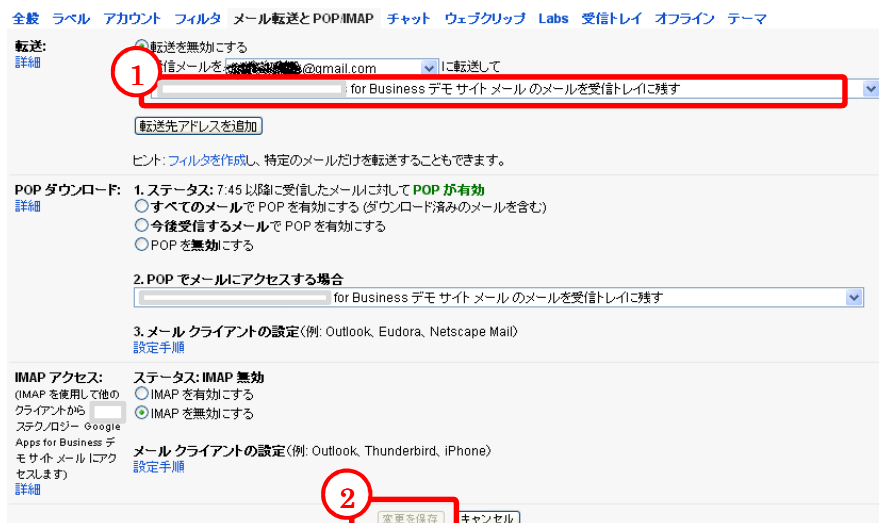 全般 ラベル アカウント フィルタ メール転送と POP/IMAP チャット ウェブクリップ Labs 受信トレイ オフライン テーマ
転送:
詳細
転送を無効にする
信メールを @gmail.com に転送して
1
for Business デモ サイト メール のメールを受信トレイに残す
転送先アドレスを追加
ヒント: フィルタを作成し、特定のメールだけを転送することもできます。
POP ダウンロード:
詳細
1. ステータス: 7:45 以降に受信したメールに対して POP が有効
すべてのメールで POP を有効にする (ダウンロード済みのメールを含む)
今後受信するメールで POP を有効にする
POP を無効にする
2. POP でメールにアクセスする場合
for Business デモ サイト メール のメールを受信トレイに残す
3. メール クライアントの設定 (例: Outlook、Eudora、Netscape Mail)
設定手順
IMAP アクセス:
(IMAP を使用して他の
クライアントから
ステクノロジー Google
Apps for Business デ
モ サイト メール にアク
セスします)
詳細
ステータス: IMAP 無効
IMAP を有効にする
IMAP を無効にする
メール クライアントの設定 (例: Outlook、Thunderbird、iPhone)
設定手順
2
変更を保存 キャンセル